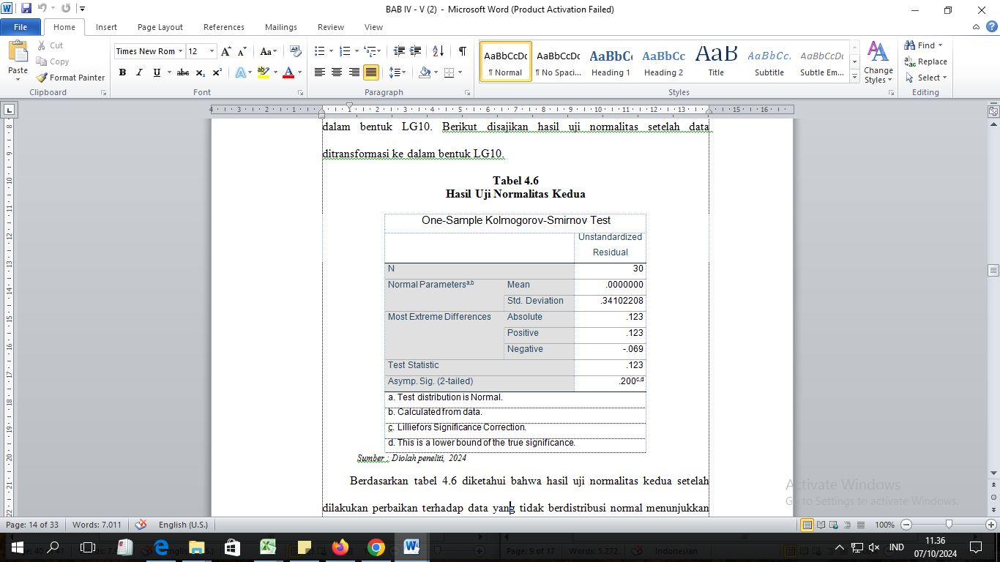 BAB IV - V (2) - Microsoft Word (Product Activation Failed)
File Home Insert Page Layout References Mailings Review View
Paste
Cut
Copy
Format Painter
Clipboard
Times New Rom 12
Font
Paragraph
AaBbCcDc AaBbCcDc AaBbC AaBbCc AaB AaBbCc. AaBbCcDc
¶ Normal ¶ No Spaci... Heading 1 Heading 2 Title Subtitle Subtle Em...
Change
Styles
Styles
Find
Replace
Select
Editing
dalam bentuk LG10. Berikut disajikan hasil uji normalitas setelah data
ditransformasi ke dalam bentuk LG10.
Tabel 4.6
Hasil Uji Normalitas Kedua
One-Sample Kolmogorov-Smirnov Test
Unstandardized
Residual
N 30
Normal Parametersa,b Mean .0000000
Std. Deviation .34102208
Most Extreme Differences Absolute .123
Positive .123
Negative -.069
Test Statistic .123
Asymp. Sig. (2-tailed) .200c,d
a. Test distribution is Normal.
b. Calculated from data.
c. Lilliefors Significance Correction.
d. This is a lower bound of the true significance.
Sumber : Diolah peneliti, 2024
Berdasarkan tabel 4.6 diketahui bahwa hasil uji normalitas kedua setelah
dilakukan perbaikan terhadap data yang tidak berdistribusi normal menunjukkan
Activate Windows
Go to Settings to activate Windows.
Page: 14 of 33 Words: 7.011 English (U.S.) 100%
IND
11.36
07/10/2024